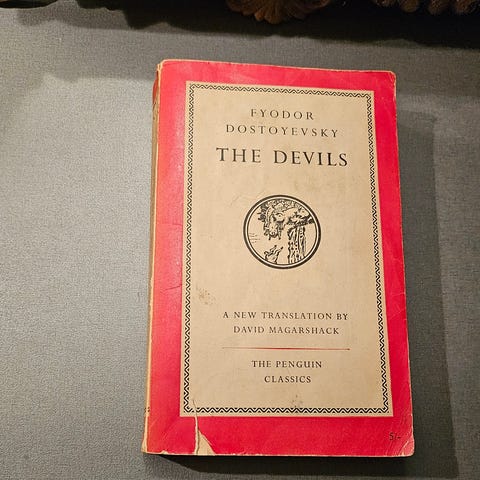 FYODOR
DOSTOYEVSKY
THE DEVILS
A NEW TRANSLATION BY
DAVID MAGARSHACK
THE PENGUIN
CLASSICS
5/-